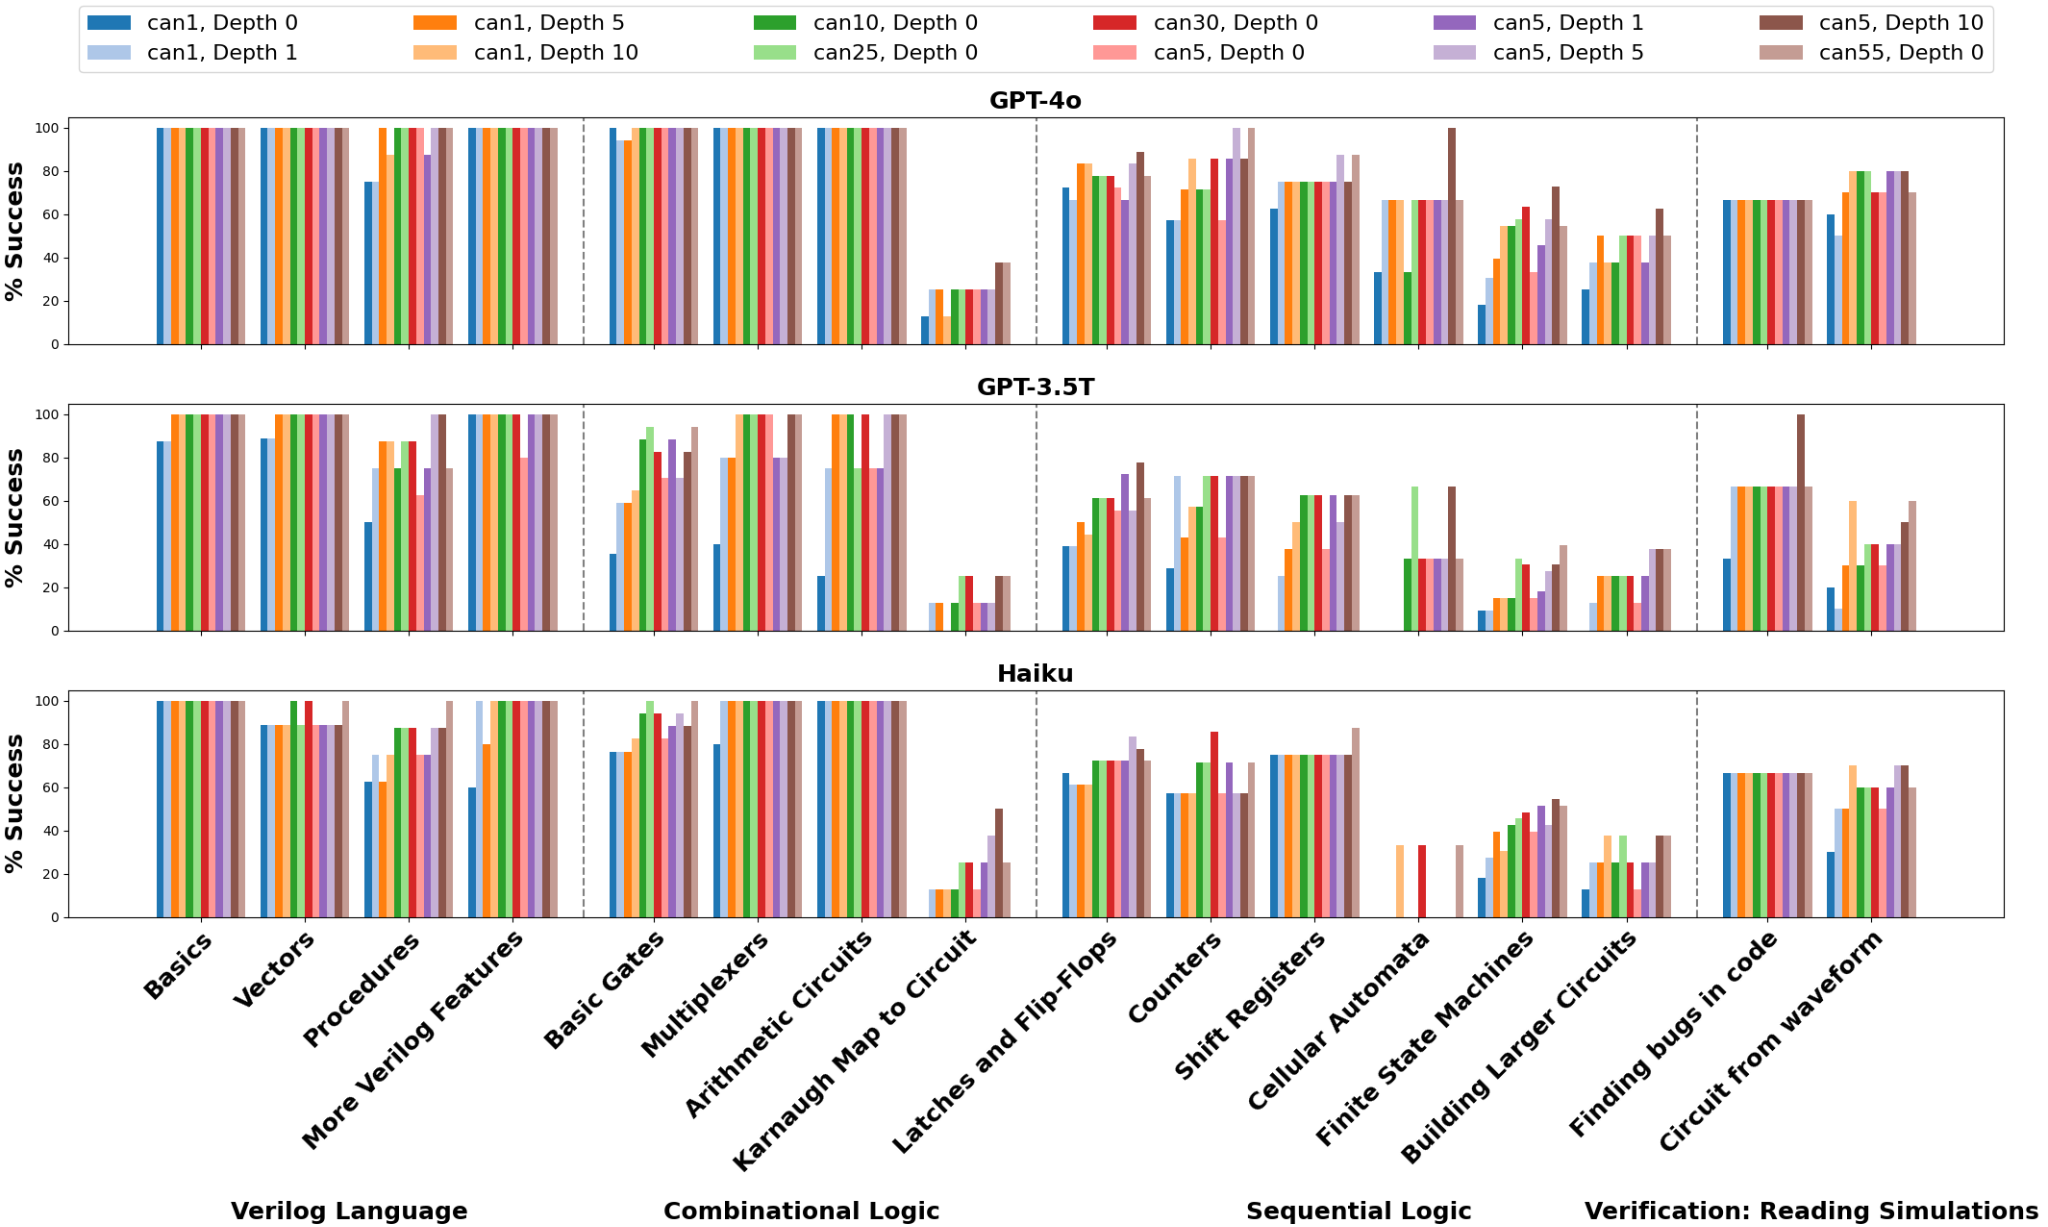 can1, Depth 0 can1, Depth 5 can10, Depth 0 can30, Depth 0 can5, Depth 1 can5, Depth 10
can1, Depth 1 can1, Depth 10 can25, Depth 0 can5, Depth 0 can5, Depth 5 can55, Depth 0
GPT-4o
% Success
100
80
60
40
20
0
GPT-3.5T
% Success
100
80
60
40
20
0
Haiku
% Success
100
80
60
40
20
0
Basics
Vectors
Procedures
More Verilog Features
Basic Gates
Multiplexers
Arithmetic Circuits
Karnaugh Map to Circuit
Latches and Flip-Flops
Counters
Shift Registers
Cellular Automata
Finite State Machines
Building Larger Circuits
Finding bugs in code
Circuit from waveform
Verilog Language Combinational Logic Sequential Logic Verification: Reading Simulations